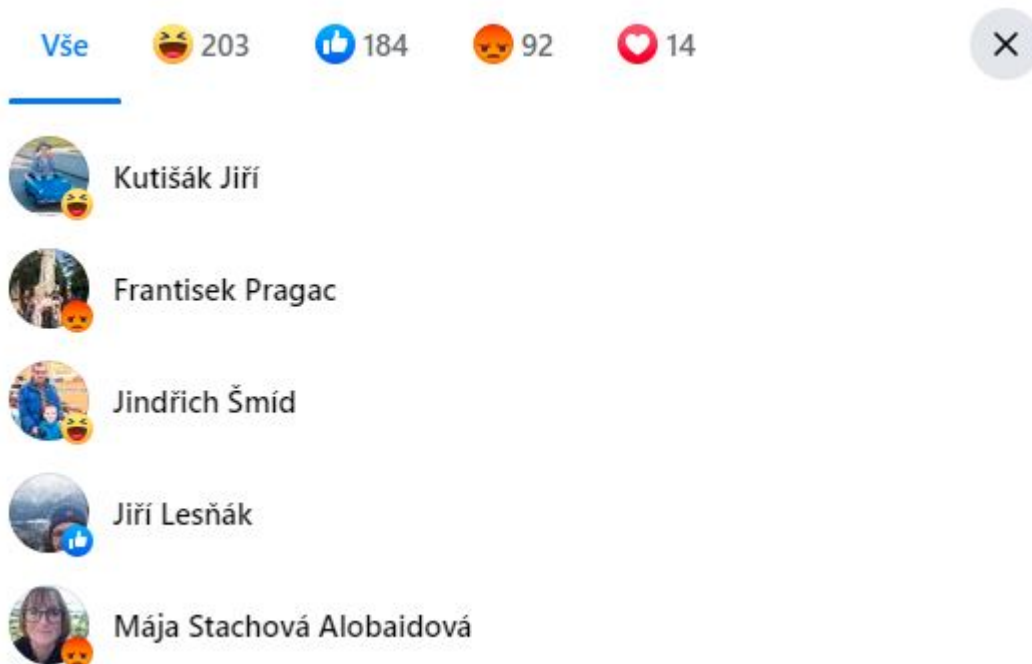 Vše 203 184 92 14
Kutišák Jiří
Frantisek Pragac
Jindřich Šmíd
Jiří Lesňák
Mája Stachová Alobaidová